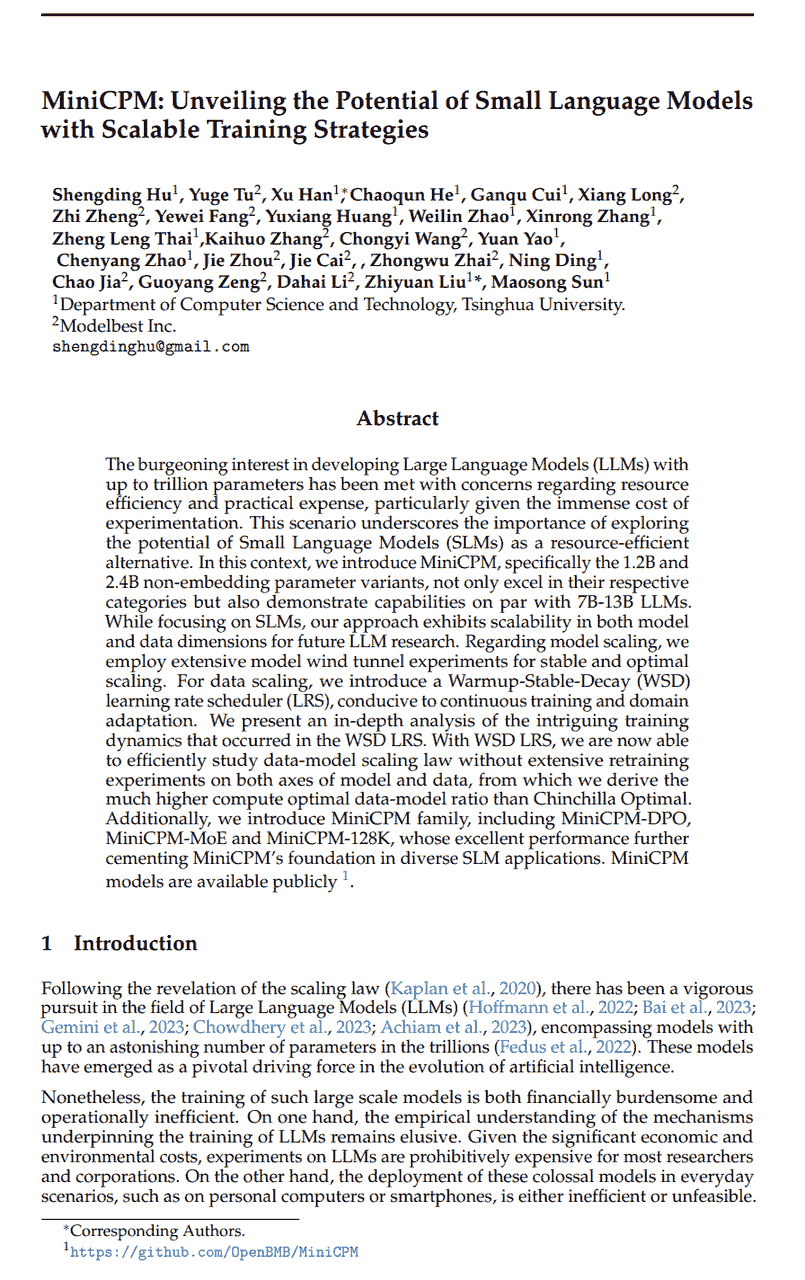 MiniCPM: Unveiling the Potential of Small Language Models
with Scalable Training Strategies
Shengding Hu1, Yuge Tu2, Xu Han1*, Chaoqun He1, Ganqu Cui1, Xiang Long2,
Zhi Zheng2, Yewei Fang2, Yuxiang Huang1, Weilin Zhao1, Xinrong Zhang1,
Zheng Leng Thai1,Kaihuo Zhang2, Chongyi Wang2, Yuan Yao1,
Chenyang Zhao1, Jie Zhou2, Jie Cai2, , Zhongwu Zhai2, Ning Ding1,
Chao Jia2, Guoyang Zeng2, Dahai Li2, Zhiyuan Liu1*, Maosong Sun1
1Department of Computer Science and Technology, Tsinghua University.
2Modelbest Inc.
shengdinghu@gmail.com
Abstract
The burgeoning interest in developing Large Language Models (LLMs) with
up to trillion parameters has been met with concerns regarding resource
efficiency and practical expense, particularly given the immense cost of
experimentation. This scenario underscores the importance of exploring
the potential of Small Language Models (SLMs) as a resource-efficient
alternative. In this context, we introduce MiniCPM, specifically the 1.2B and
2.4B non-embedding parameter variants, not only excel in their respective
categories but also demonstrate capabilities on par with 7B-13B LLMs.
While focusing on SLMs, our approach exhibits scalability in both model
and data dimensions for future LLM research. Regarding model scaling, we
employ extensive model wind tunnel experiments for stable and optimal
scaling. For data scaling, we introduce a Warmup-Stable-Decay (WSD)
learning rate scheduler (LRS), conducive to continuous training and domain
adaptation. We present an in-depth analysis of the intriguing training
dynamics that occurred in the WSD LRS. With WSD LRS, we are now able
to efficiently study data-model scaling law without extensive retraining
experiments on both axes of model and data, from which we derive the
much higher compute optimal data-model ratio than Chinchilla Optimal.
Additionally, we introduce MiniCPM family, including MiniCPM-DPO,
MiniCPM-MoE and MiniCPM-128K, whose excellent performance further
cementing MiniCPM's foundation in diverse SLM applications. MiniCPM
models are available publicly 1.
1 Introduction
Following the revelation of the scaling law (Kaplan et al., 2020), there has been a vigorous
pursuit in the field of Large Language Models (LLMs) (Hoffmann et al., 2022; Bai et al., 2023;
Gemini et al., 2023; Chowdhery et al., 2023; Achiam et al., 2023), encompassing models with
up to an astonishing number of parameters in the trillions (Fedus et al., 2022). These models
have emerged as a pivotal driving force in the evolution of artificial intelligence.
Nonetheless, the training of such large scale models is both financially burdensome and
operationally inefficient. On one hand, the empirical understanding of the mechanisms
underpinning the training of LLMs remains elusive. Given the significant economic and
environmental costs, experiments on LLMs are prohibitively expensive for most researchers
and corporations. On the other hand, the deployment of these colossal models in everyday
scenarios, such as on personal computers or smartphones, is either inefficient or unfeasible.
*Corresponding Authors.
1https://github.com/OpenBMB/MiniCPM